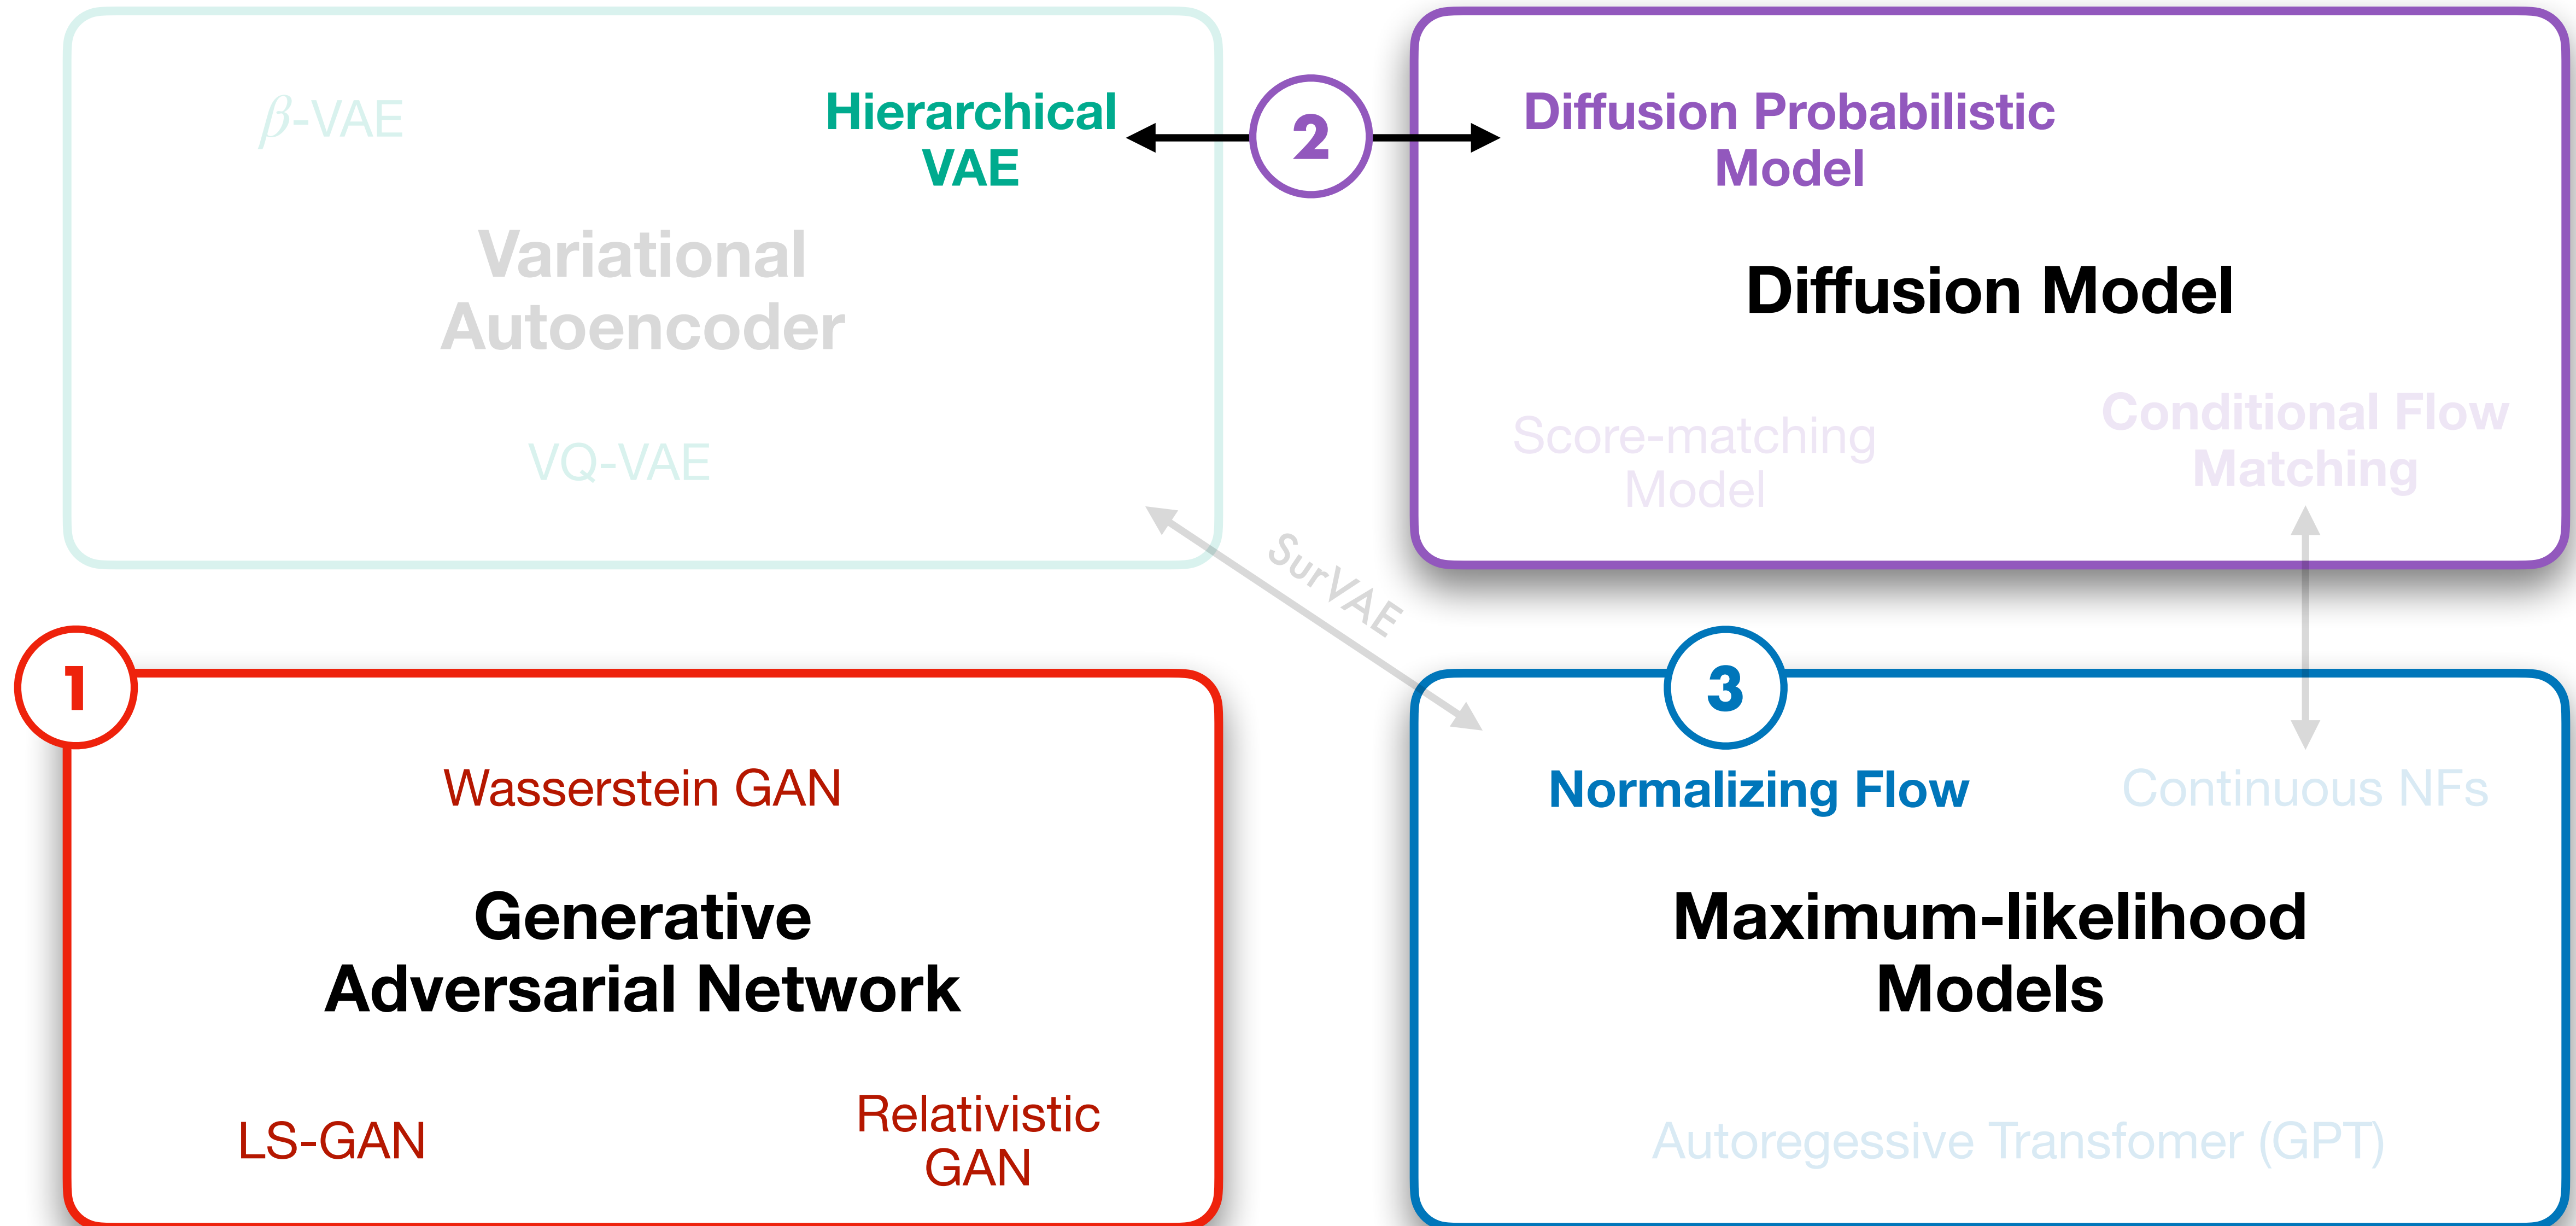 β-VAE
Hierarchical
VAE
Variational
Autoencoder
VQ-VAE
2
Diffusion Probabilistic
Model
Diffusion Model
Score-matching
Model
Conditional Flow
Matching
SurVAE
1
Wasserstein GAN
Generative
Adversarial Network
LS-GAN
Relativistic
GAN
3
Normalizing Flow
Continuous NFs
Maximum-likelihood
Models
Autoregessive Transfomer (GPT)